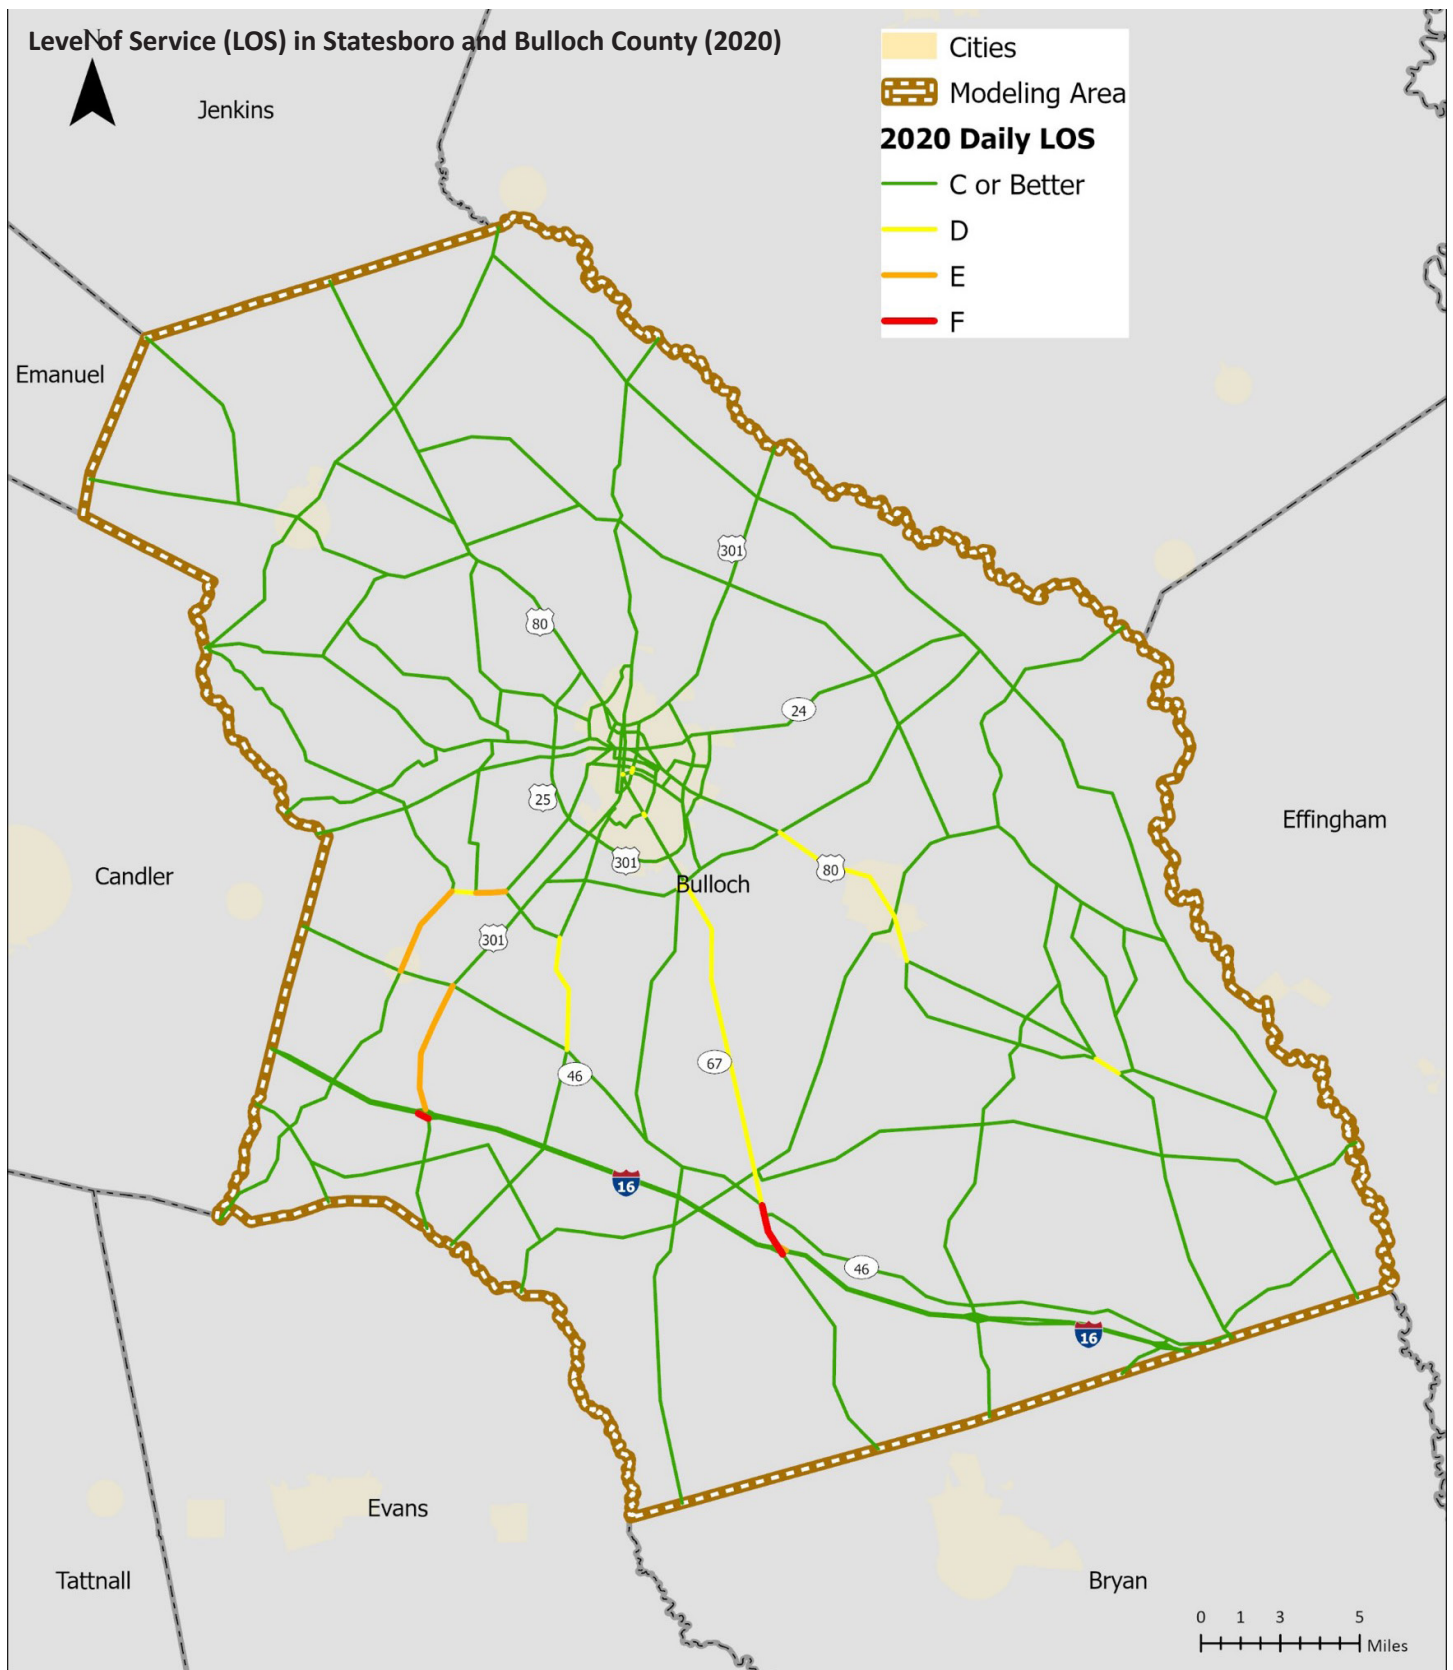 Level of Service (LOS) in Statesboro and Bulloch County (2020)
N
Cities
Modeling Area
2020 Daily LOS
C or Better
D
E
F
Jenkins
Emanuel
301
80
24
25
Effingham
301
80
Candler
Bulloch
301
67
46
16
46
16
Evans
Tattnall
Bryan
0 1 3 5
Miles